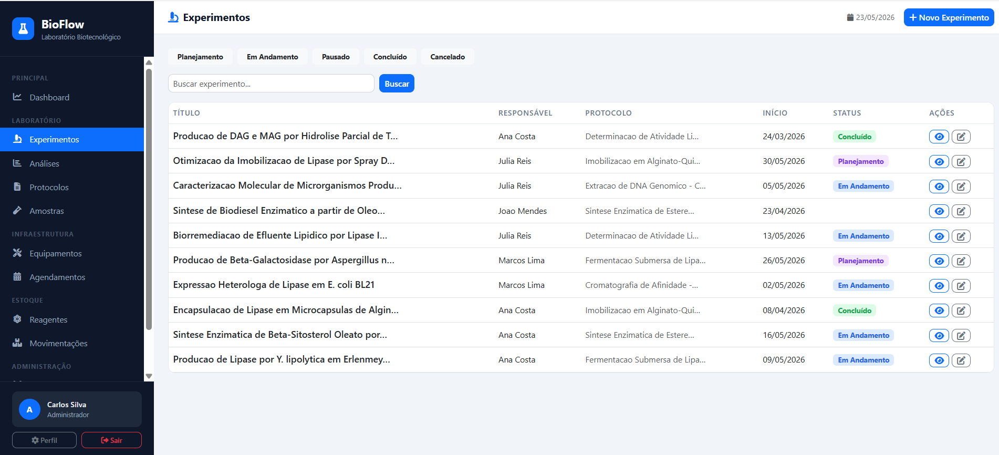 BioFlow
Laboratório Biotecnológico
PRINCIPAL
Dashboard
LABORATÓRIO
Experimentos
Análises
Protocolos
Amostras
INFRAESTRUTURA
Equipamentos
Agendamentos
ESTOQUE
Reagentes
Movimentações
ADMINISTRAÇÃO
A
Carlos Silva
Administrador
Perfil Sair
Experimentos 23/05/2026 Novo Experimento
Planejamento Em Andamento Pausado Concluído Cancelado
Buscar experimento... Buscar
TÍTULO RESPONSÁVEL PROTOCOLO INÍCIO STATUS AÇÕES
Producao de DAG e MAG por Hidrolise Parcial de T... Ana Costa Determinacao de Atividade Li... 24/03/2026 Concluído
Otimizacao da Imobilizacao de Lipase por Spray D... Julia Reis Imobilizacao em Alginato-Qui... 30/05/2026 Planejamento
Caracterizacao Molecular de Microrganismos Produ... Julia Reis Extracao de DNA Genomico - C... 05/05/2026 Em Andamento
Sintese de Biodiesel Enzimatico a partir de Oleo... Joao Mendes Sintese Enzimatica de Estere... 23/04/2026
Biorremediacao de Efluente Lipidico por Lipase I... Julia Reis Determinacao de Atividade Li... 13/05/2026 Em Andamento
Producao de Beta-Galactosidase por Aspergillus n... Marcos Lima Fermentacao Submersa de Lipa... 26/05/2026 Planejamento
Expressao Heterologa de Lipase em E. coli BL21 Marcos Lima Cromatografia de Afinidade -... 02/05/2026 Em Andamento
Encapsulacao de Lipase em Microcapsulas de Algin... Ana Costa Imobilizacao em Alginato-Qui... 08/04/2026 Concluído
Sintese Enzimatica de Beta-Sitosterol Oleato por... Ana Costa Sintese Enzimatica de Estere... 16/05/2026 Em Andamento
Producao de Lipase por Y. lipolytica em Erlenmey... Ana Costa Fermentacao Submersa de Lipa... 09/05/2026 Em Andamento